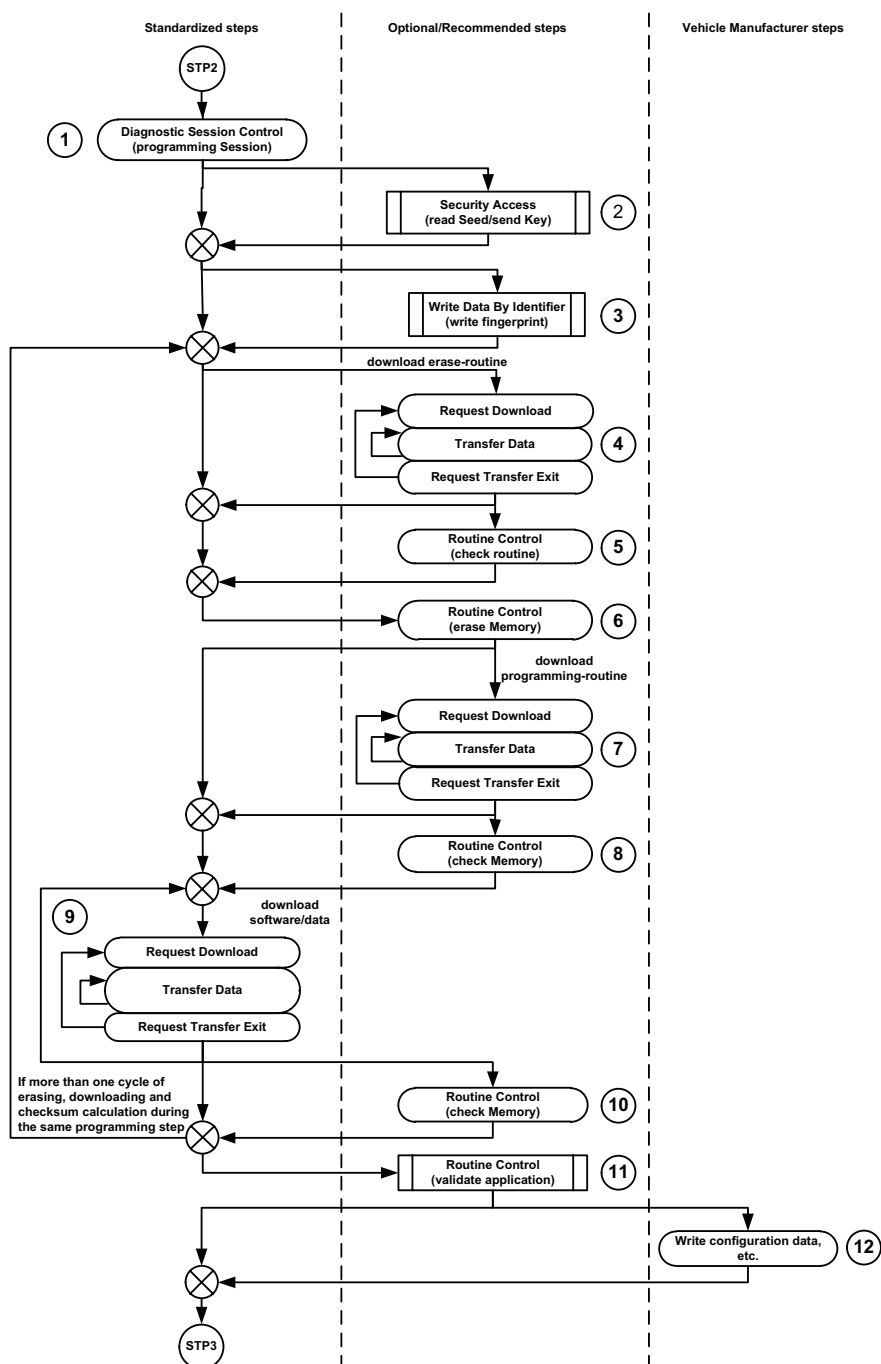 Standardized steps
Optional/Recommended steps
Vehicle Manufacturer steps
STP2
1
Diagnostic Session Control
(programming Session)
Security Access
(read Seed/send Key)
2
Write Data By Identifier
(write fingerprint)
3
download erase-routine
Request Download
Transfer Data
Request Transfer Exit
4
Routine Control
(check routine)
5
Routine Control
(erase Memory)
6
download
programming-routine
Request Download
Transfer Data
Request Transfer Exit
7
Routine Control
(check Memory)
8
9
download
software/data
Request Download
Transfer Data
Request Transfer Exit
If more than one cycle of
erasing, downloading and
checksum calculation during
the same programming step
Routine Control
(check Memory)
10
Routine Control
(validate application)
11
Write configuration data,
etc.
12
STP3